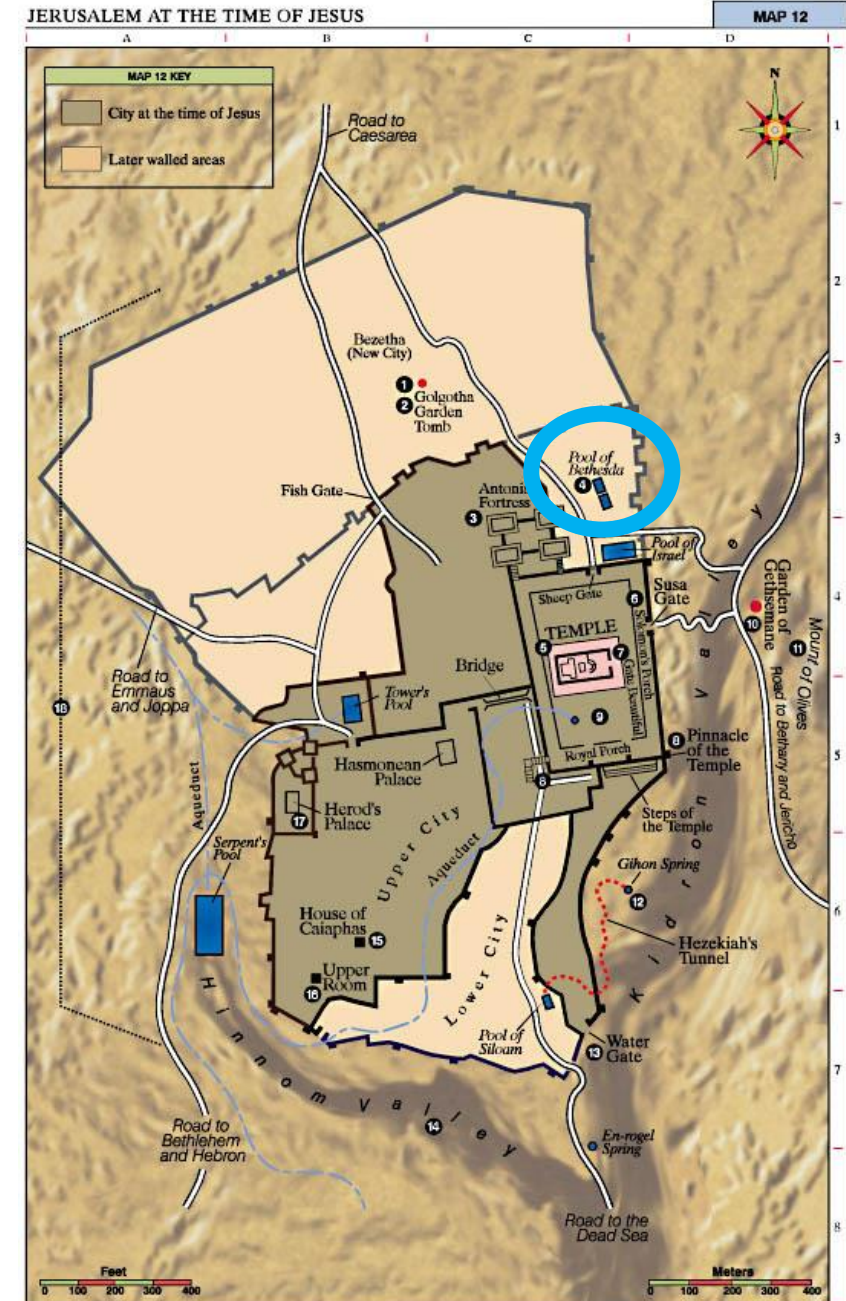 JERUSALEM AT THE TIME OF JESUS
MAP 12
A
B
C
D
MAP 12 KEY
City at the time of Jesus
Later walled areas
N
Road to
Caesarea
1
2
3
4
5
6
7
8
Bezetha
(New City)
1
2
Golgotha
Garden
Tomb
Pool of
Bethesda
4
Fish Gate
Antonia
Fortress
3
Pool of
Israel
Sheep Gate
6
Susa
Gate
Garden of
Gethsemane
10
Mount of Olives
11
TEMPLE
5
7
Solomon's Porch
Gate Beautiful
9
Royal Porch
Bridge
Road to
Emmaus
and Joppa
18
Tower's
Pool
Hasmonean
Palace
8
Pinnacle
of the
Temple
8
Road to Bethany and Jericho
Herod's
Palace
17
Aqueduct
Serpent's
Pool
Upper City
Aqueduct
Steps of
the Temple
Gihon Spring
12
House of
Caiaphas
15
Upper
Room
16
Lower City
Hezekiah's
Tunnel
Kidron Valley
Pool of
Siloam
Water
Gate
13
Hinnom Valley
14
Road to
Bethlehem
and Hebron
En-rogel
Spring
Road to the
Dead Sea
Feet
0 100 200 300 400
Meters
0 100 200 300 400